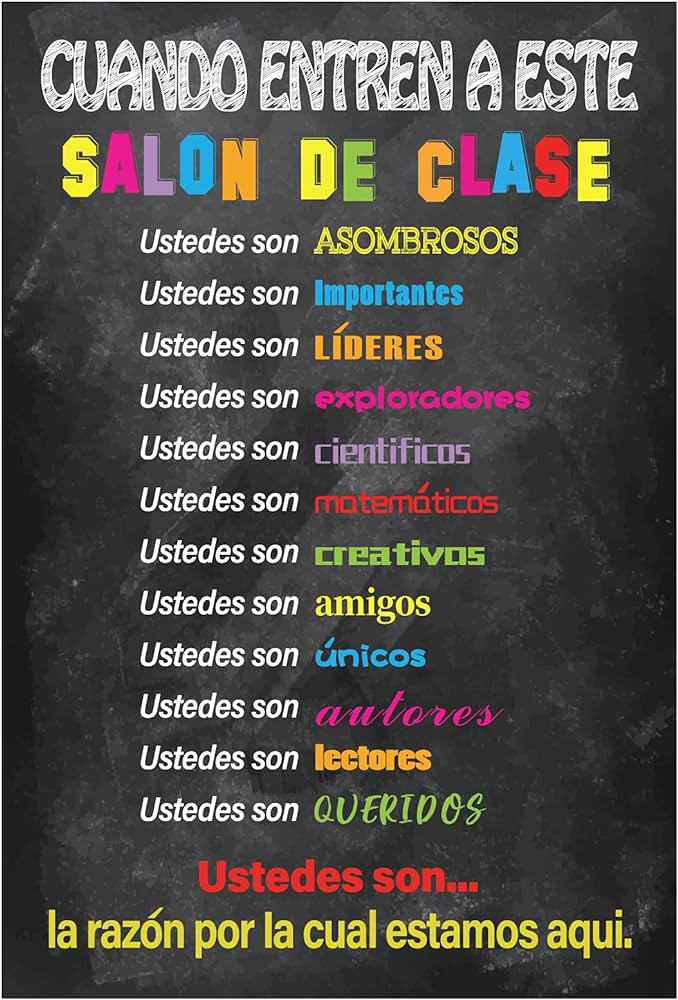 CUANDO ENTREN A ESTE
SALON DE CLASE
Ustedes son ASOMBROSOS
Ustedes son Importantes
Ustedes son LÍDERES
Ustedes son exploradores
Ustedes son cientificos
Ustedes son matemáticos
Ustedes son creativos
Ustedes son amigos
Ustedes son únicos
Ustedes son autores
Ustedes son lectores
Ustedes son QUERIDOS
Ustedes son...
la razón por la cual estamos aqui.